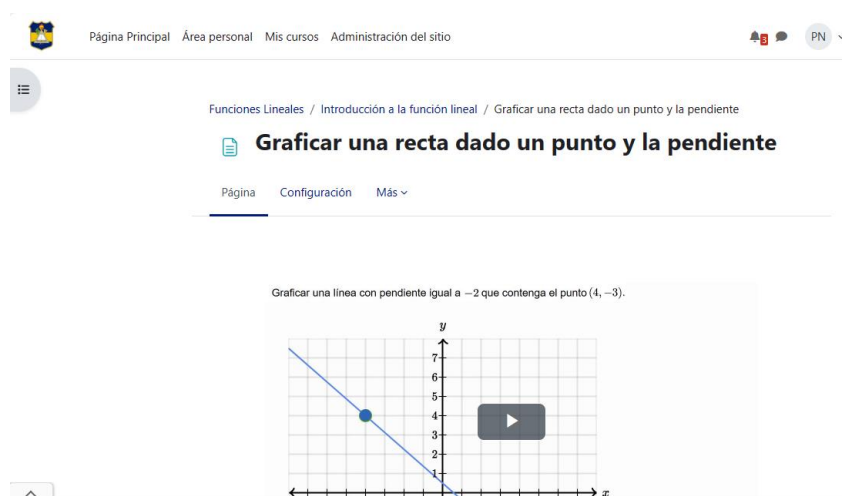 Página Principal Área personal Mis cursos Administración del sitio 3 PN
Funciones Lineales / Introducción a la función lineal / Graficar una recta dado un punto y la pendiente
Graficar una recta dado un punto y la pendiente
Página Configuración Más
Graficar una línea con pendiente igual a −2 que contenga el punto (4, −3).
y
7
6
5
4
3
2
1
x